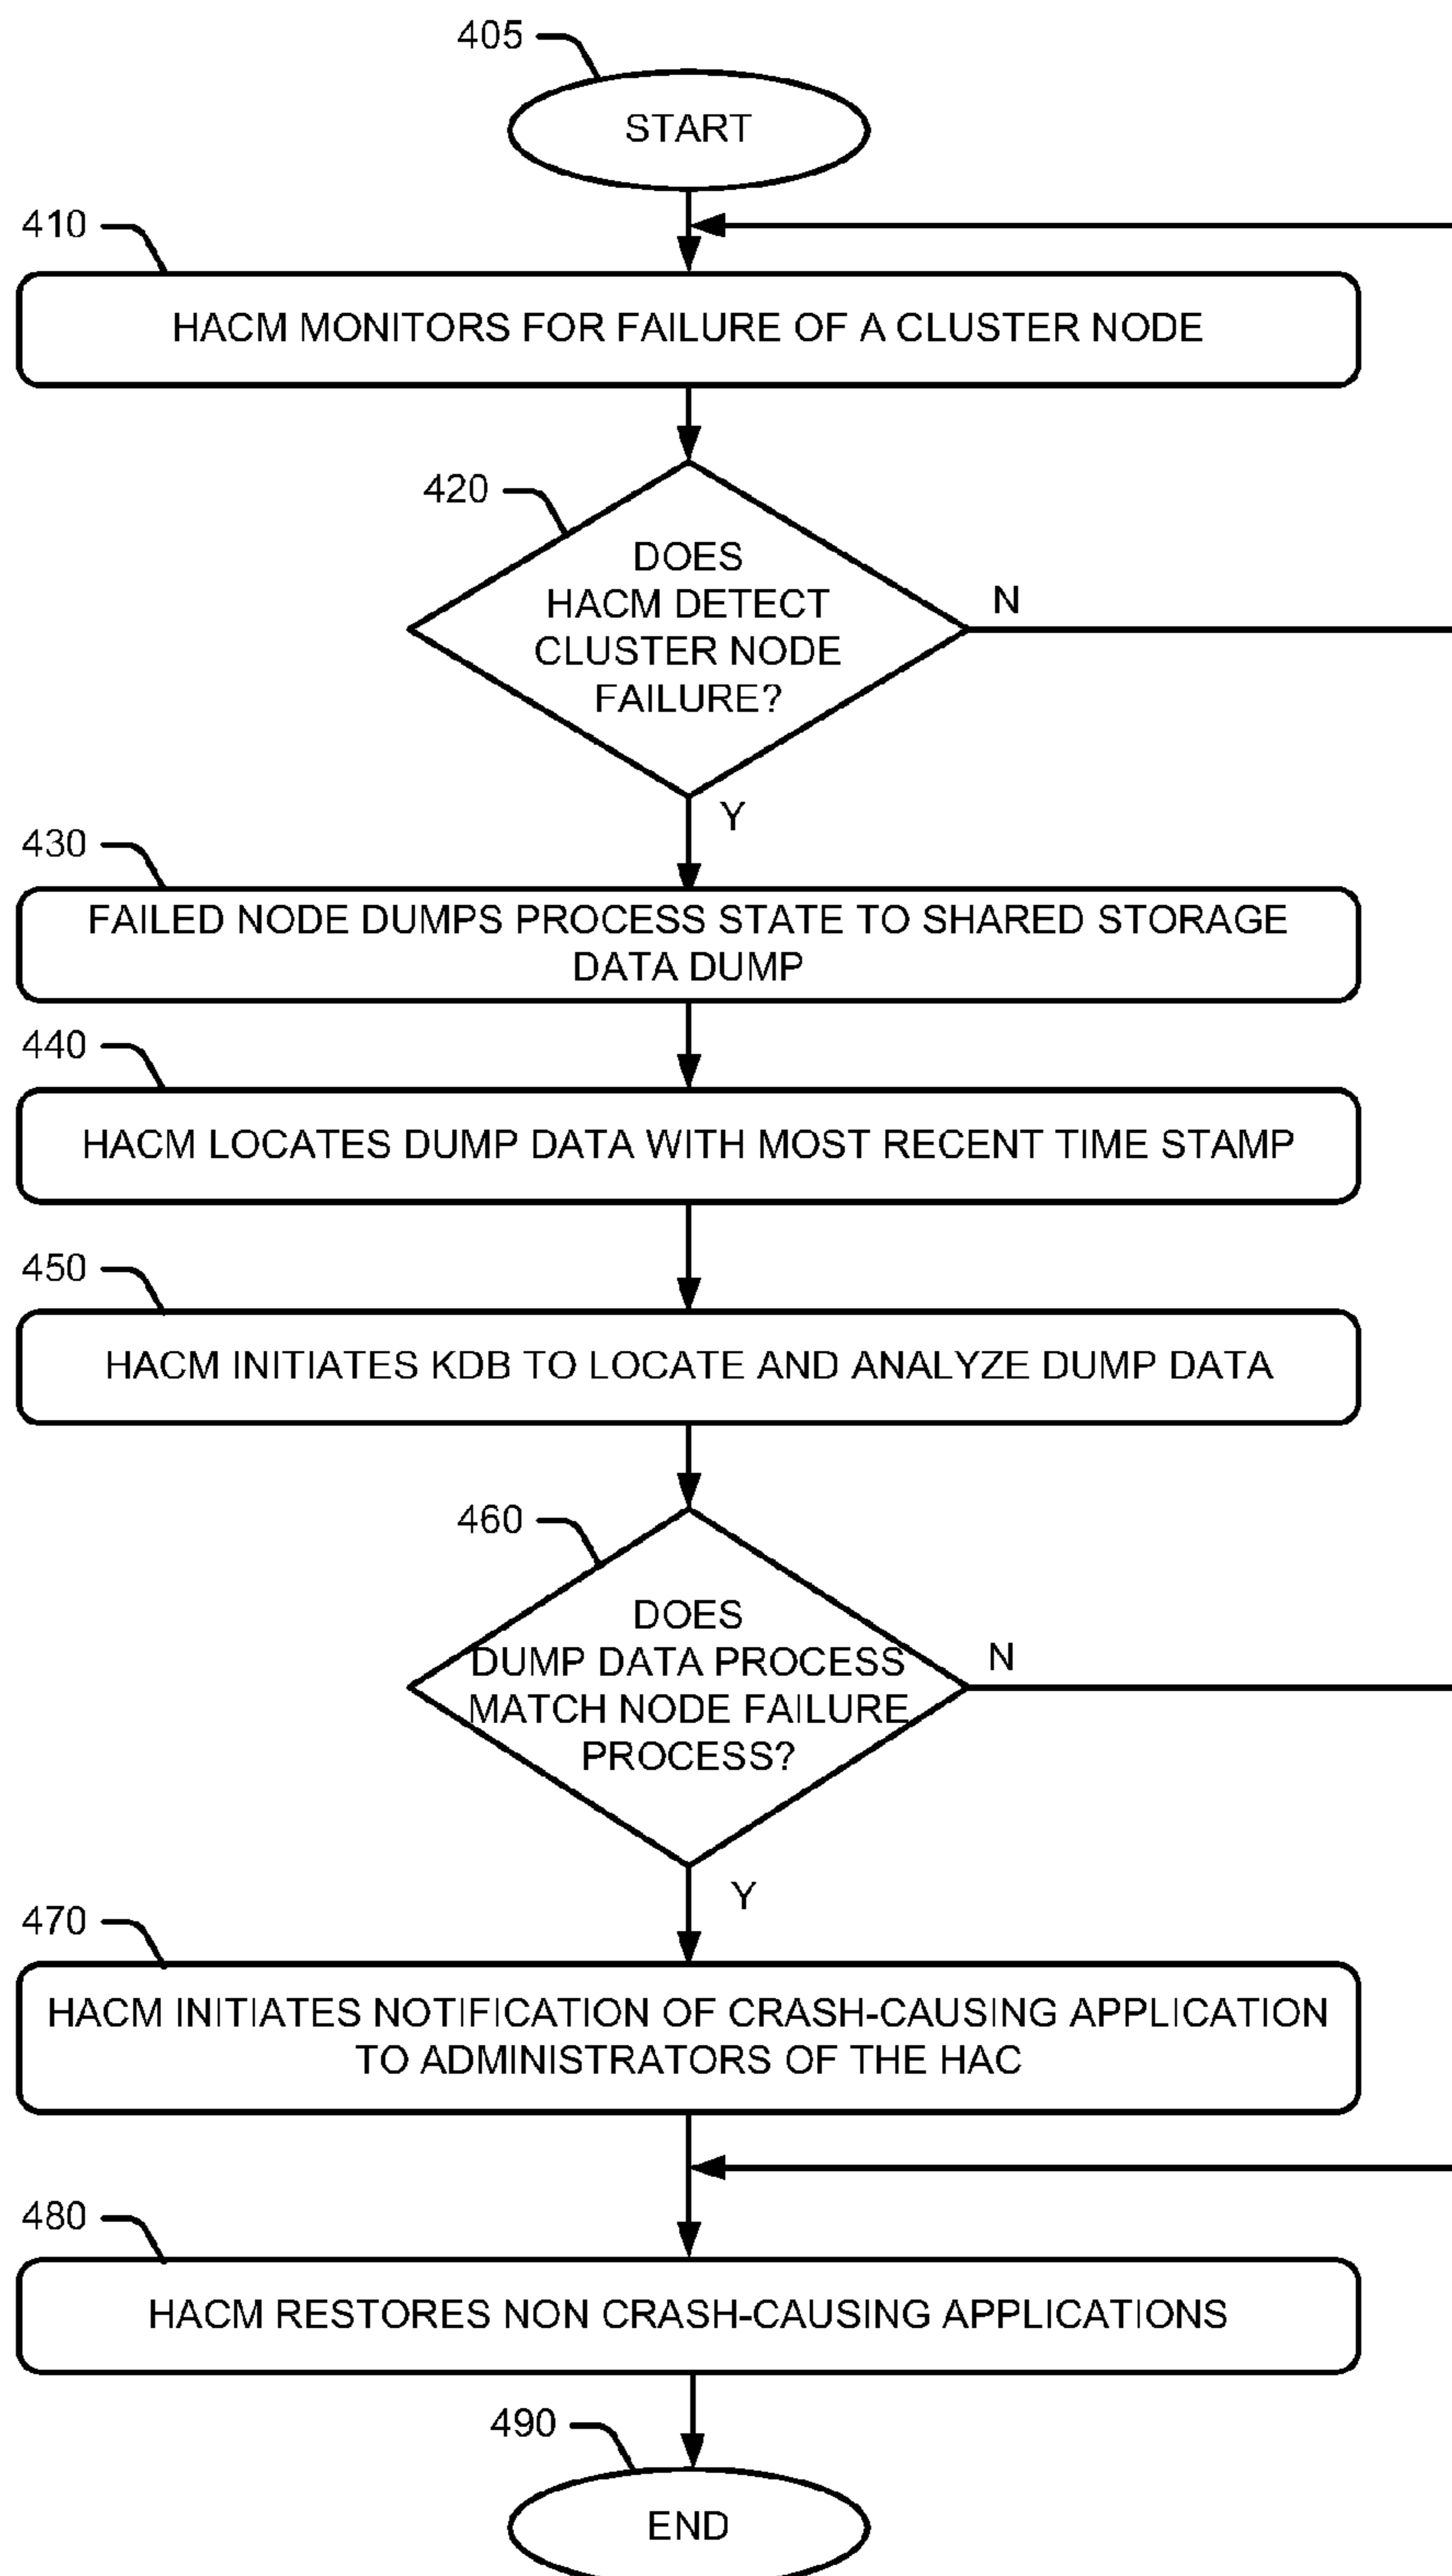 405
START
410
HACM MONITORS FOR FAILURE OF A CLUSTER NODE
420
DOES
HACM DETECT
CLUSTER NODE
FAILURE?
N
Y
430
FAILED NODE DUMPS PROCESS STATE TO SHARED STORAGE
DATA DUMP
440
HACM LOCATES DUMP DATA WITH MOST RECENT TIME STAMP
450
HACM INITIATES KDB TO LOCATE AND ANALYZE DUMP DATA
460
DOES
DUMP DATA PROCESS
MATCH NODE FAILURE
PROCESS?
N
Y
470
HACM INITIATES NOTIFICATION OF CRASH-CAUSING APPLICATION
TO ADMINISTRATORS OF THE HAC
480
HACM RESTORES NON CRASH-CAUSING APPLICATIONS
490
END